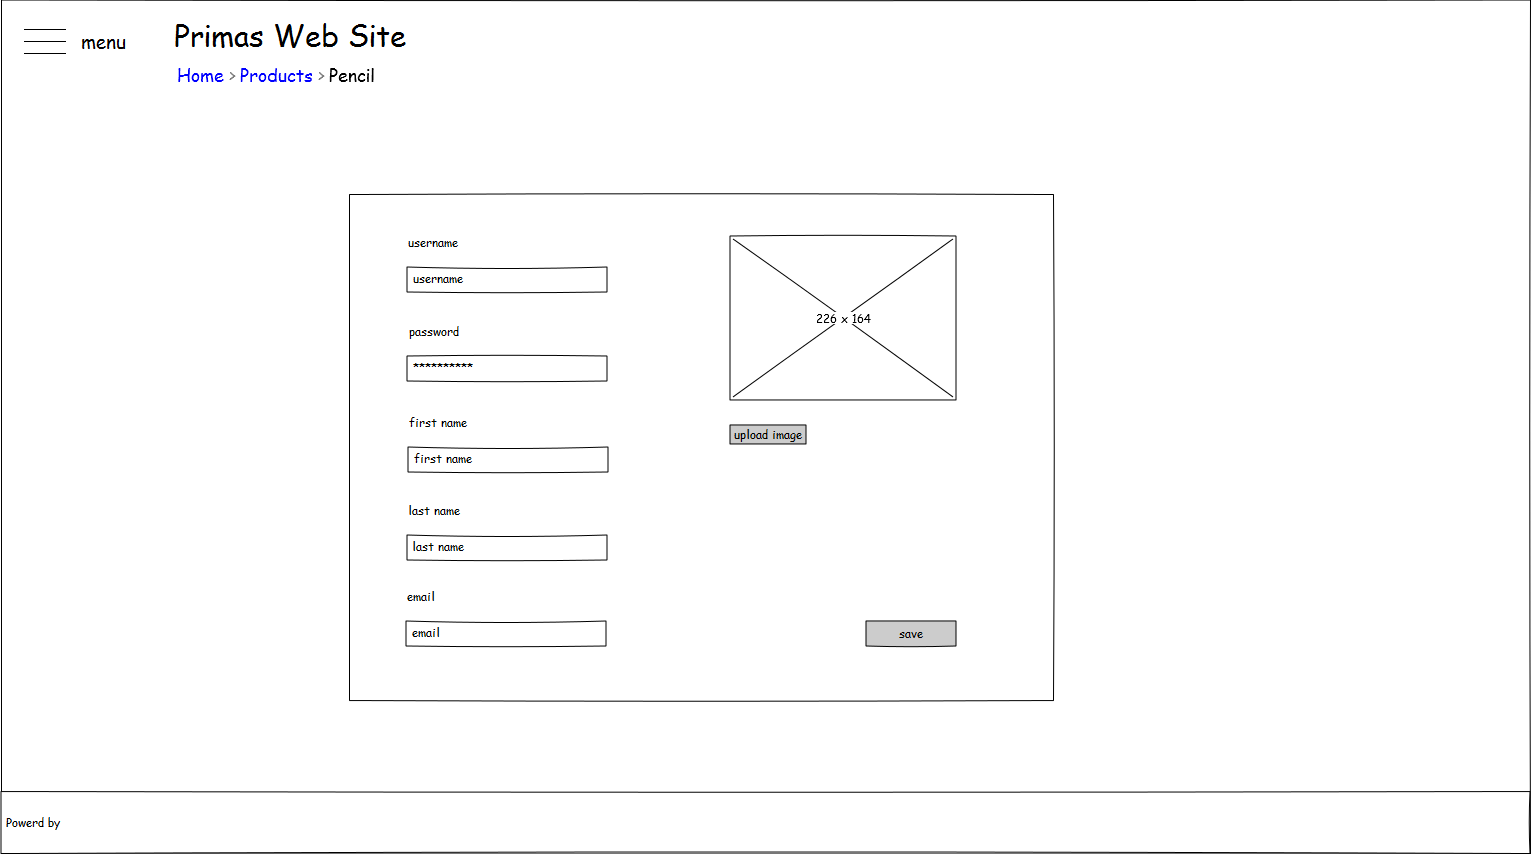 menu
Primas Web Site
Home > Products > Pencil
username
username
password
**********
first name
first name
last name
last name
email
email
226 x 164
upload image
save
Powerd by